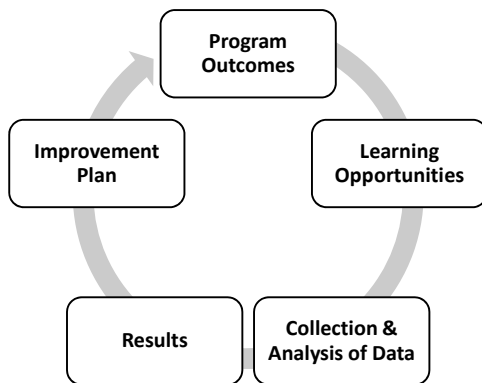 Program
Outcomes
Learning
Opportunities
Collection &
Analysis of Data
Results
Improvement
Plan